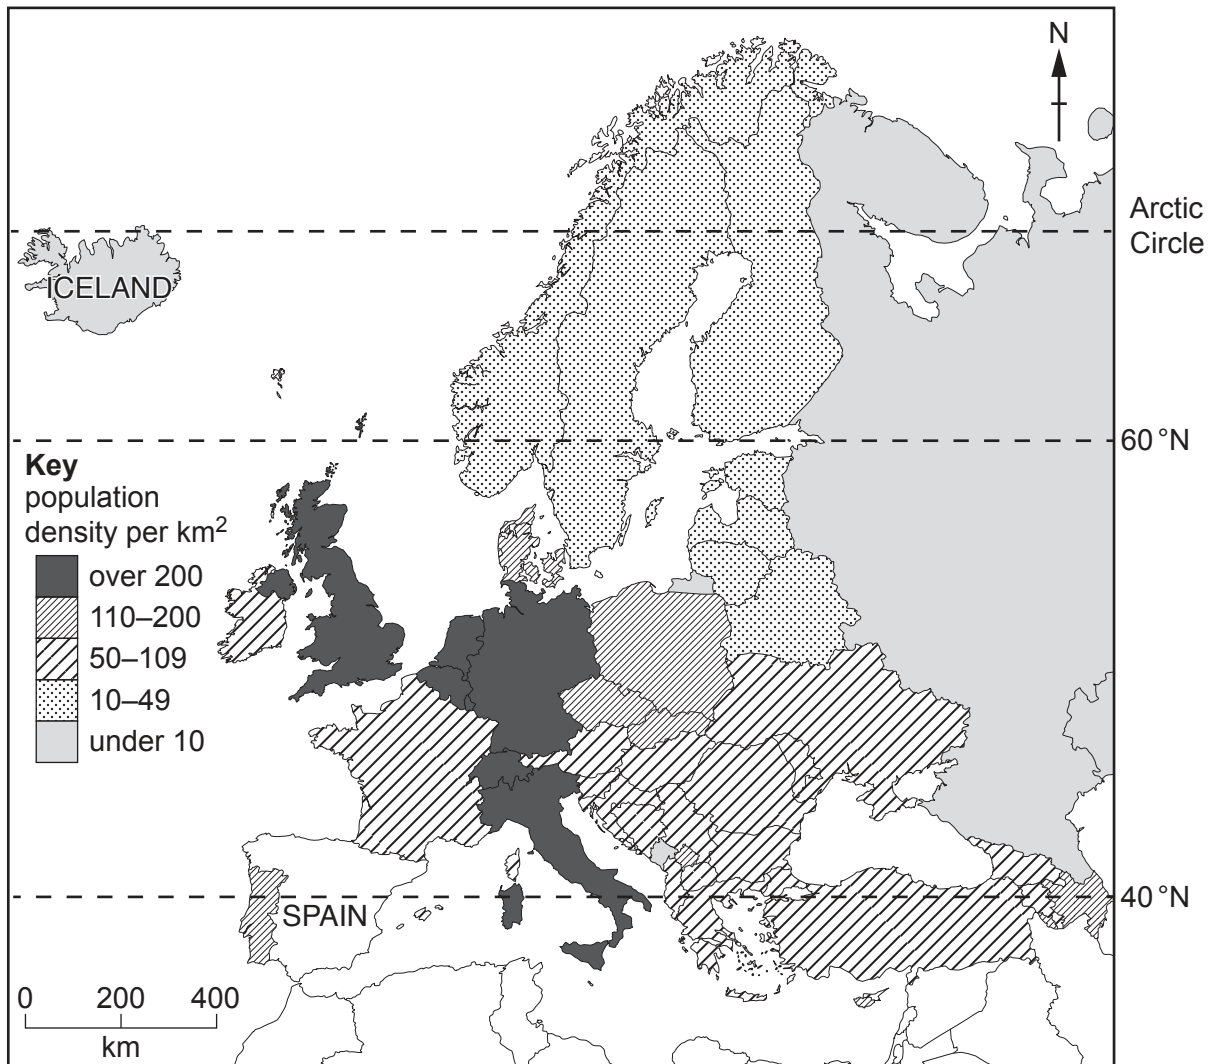 N
Arctic
Circle
ICELAND
60 °N
Key
population
density per km2
over 200
110–200
50–109
10–49
under 10
40 °N
SPAIN
0 200 400
km